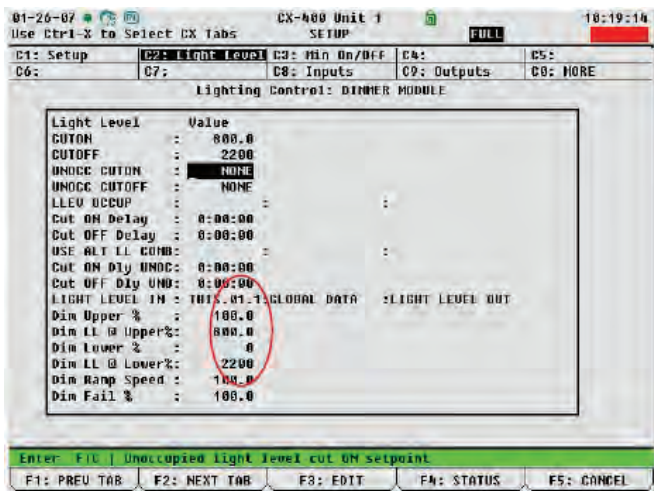 01-26-07 CX-400 Unit 1 10:19:14
Use Ctrl-X to Select CX Tabs SETUP FULL
C1: Setup C2: Light Level C3: Min On/Off C4: C5:
C6: C7: C8: Inputs C9: Outputs C0: MORE
Lighting Control: DIMMER MODULE
Light Level Value
CUTON : 800.0
CUTOFF : 2200
UNOCC CUTON : NONE
UNOCC CUTOFF : NONE
LLEV OCCUP : : :
Cut ON Delay : 0:00:00
Cut OFF Delay : 0:00:00
USE ALT LL COMB: : :
Cut ON Dly UNOC: 0:00:00
Cut OFF Dly UNO: 0:00:00
LIGHT LEVEL IN : THIS.01.1:GLOBAL DATA :LIGHT LEVEL OUT
Dim Upper % : 100.0
Dim LL @ Upper%: 800.0
Dim Lower % : 0
Dim LL @ Lower%: 2200
Dim Ramp Speed : 100.0
Dim Fail % : 100.0
Enter FtC | Unoccupied light level cut ON setpoint
F1: PREV TAB F2: NEXT TAB F3: EDIT F4: STATUS F5: CANCEL